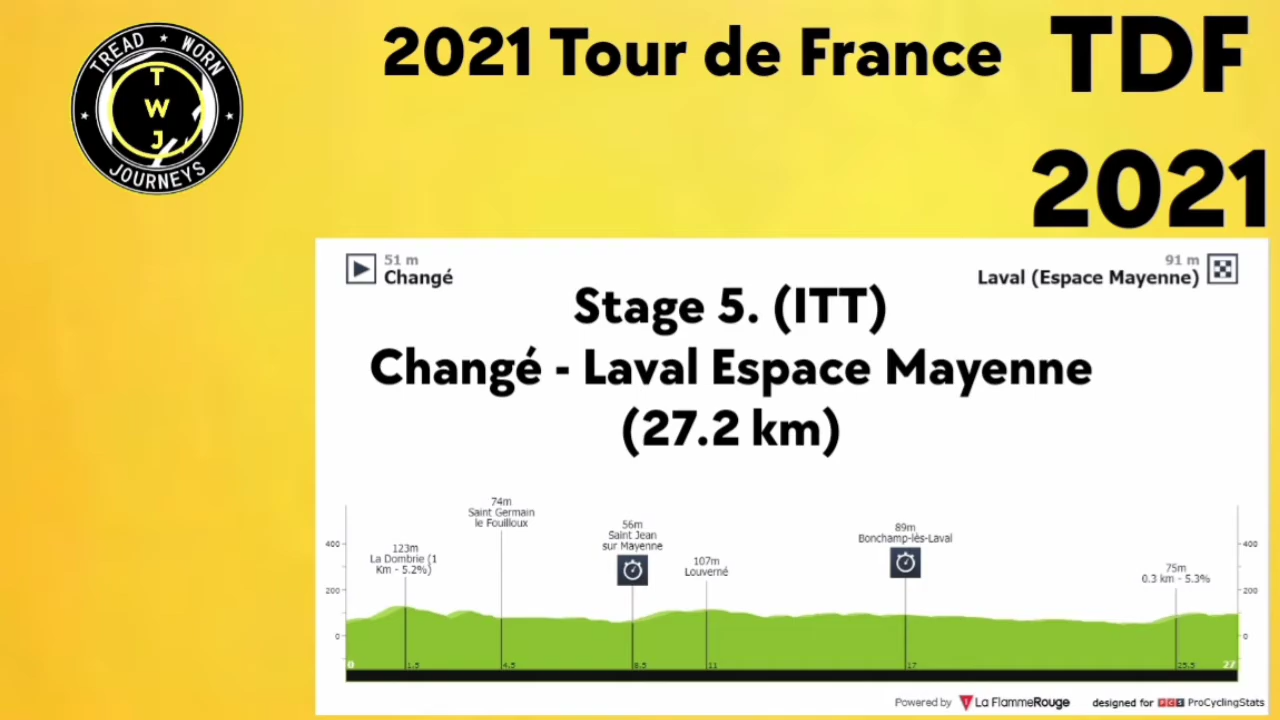 TREAD ★ WORN
T
W
J
JOURNEYS
2021 Tour de France
TDF
2021
51 m
Changé
91 m
Laval (Espace Mayenne)
Stage 5. (ITT)
Changé - Laval Espace Mayenne
(27.2 km)
74m
Saint Germain
le Fouilloux
56m
Saint Jean
sur Mayenne
89m
Bonchamp-lès-Laval
123m
La Dombrie (1
Km - 5.2%)
107m
Louverné
75m
0.3 km - 5.3%
400
200
0
400
200
0
0
1.5
4.5
8.5
11
17
25.5
27
Powered by La FlammeRouge
designed for PCS ProCyclingStats